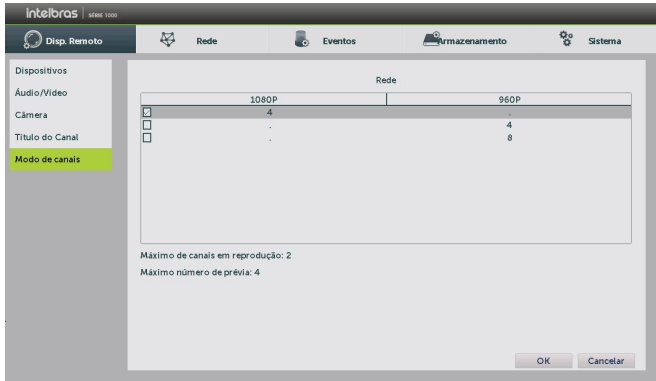 intelbras SÉRIE 1000
Disp. Remoto Rede Eventos Armazenamento Sistema
Dispositivos
Áudio/Vídeo
Câmera
Título do Canal
Modo de canais
Rede
1080P 960P
4 .
. 4
. 8
Máximo de canais em reprodução: 2
Máximo número de prévia: 4
OK Cancelar